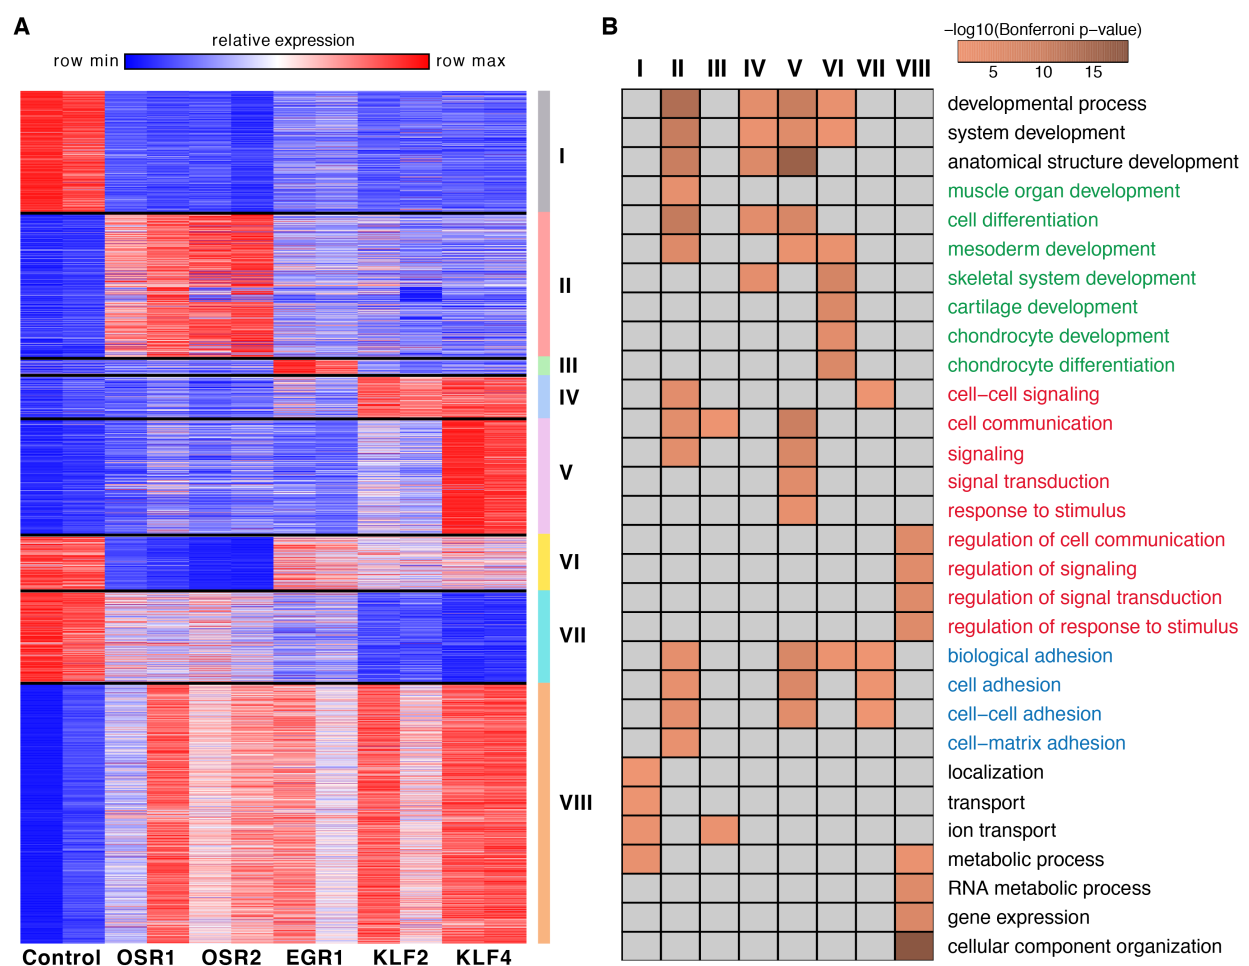 A
relative expression
row min
row max
I
II
III
IV
V
VI
VII
VIII
Control OSR1 OSR2 EGR1 KLF2 KLF4
B
−log10(Bonferroni p−value)
5 10 15
I II III IV V VI VII VIII
developmental process
system development
anatomical structure development
muscle organ development
cell differentiation
mesoderm development
skeletal system development
cartilage development
chondrocyte development
chondrocyte differentiation
cell−cell signaling
cell communication
signaling
signal transduction
response to stimulus
regulation of cell communication
regulation of signaling
regulation of signal transduction
regulation of response to stimulus
biological adhesion
cell adhesion
cell−cell adhesion
cell−matrix adhesion
localization
transport
ion transport
metabolic process
RNA metabolic process
gene expression
cellular component organization